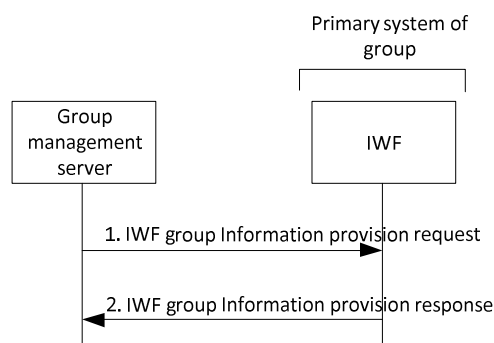 Primary system of
group
Group
management
server
IWF
1. IWF group Information provision request
2. IWF group Information provision response